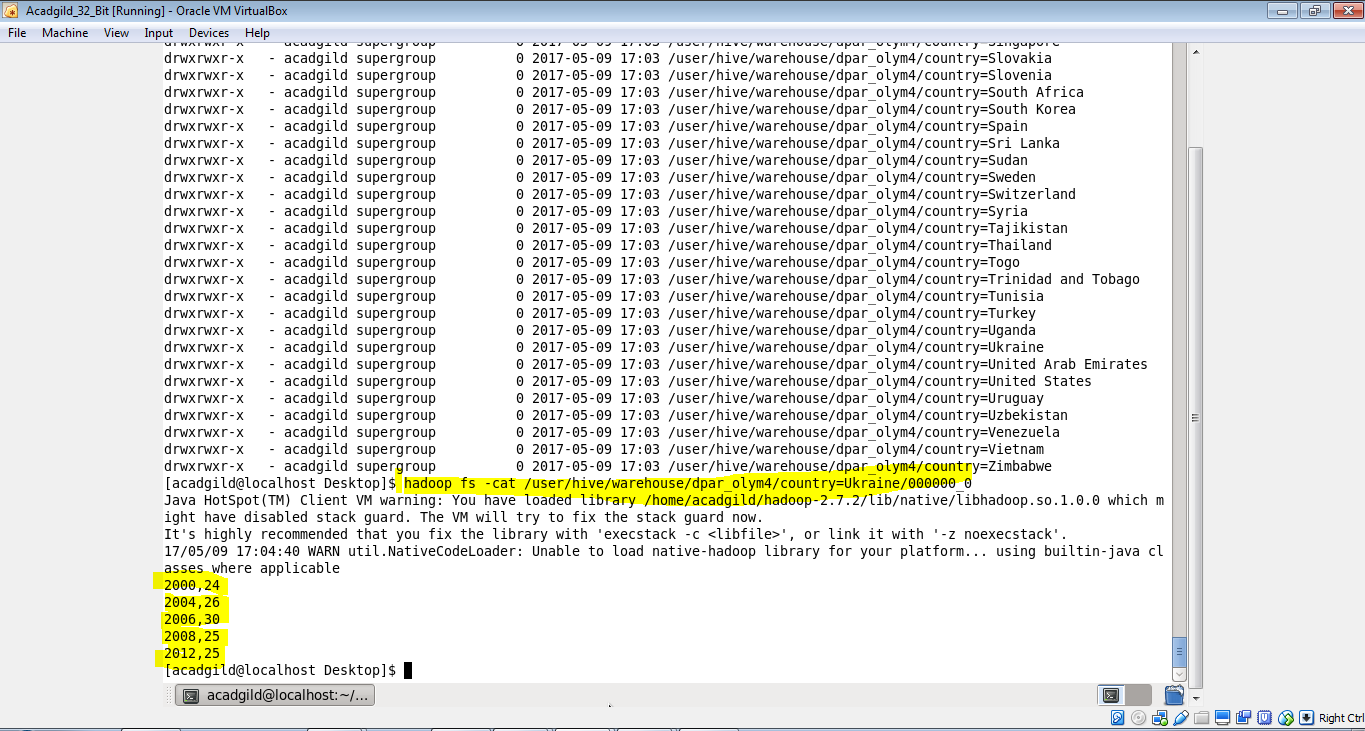 Acadgild_32_Bit [Running] - Oracle VM VirtualBox
File Machine View Input Devices Help
drwxrwxr-x - acadgild supergroup 0 2017-05-09 17:03 /user/hive/warehouse/dpar_olym4/country=Singapore
drwxrwxr-x - acadgild supergroup 0 2017-05-09 17:03 /user/hive/warehouse/dpar_olym4/country=Slovakia
drwxrwxr-x - acadgild supergroup 0 2017-05-09 17:03 /user/hive/warehouse/dpar_olym4/country=Slovenia
drwxrwxr-x - acadgild supergroup 0 2017-05-09 17:03 /user/hive/warehouse/dpar_olym4/country=South Africa
drwxrwxr-x - acadgild supergroup 0 2017-05-09 17:03 /user/hive/warehouse/dpar_olym4/country=South Korea
drwxrwxr-x - acadgild supergroup 0 2017-05-09 17:03 /user/hive/warehouse/dpar_olym4/country=Spain
drwxrwxr-x - acadgild supergroup 0 2017-05-09 17:03 /user/hive/warehouse/dpar_olym4/country=Sri Lanka
drwxrwxr-x - acadgild supergroup 0 2017-05-09 17:03 /user/hive/warehouse/dpar_olym4/country=Sudan
drwxrwxr-x - acadgild supergroup 0 2017-05-09 17:03 /user/hive/warehouse/dpar_olym4/country=Sweden
drwxrwxr-x - acadgild supergroup 0 2017-05-09 17:03 /user/hive/warehouse/dpar_olym4/country=Switzerland
drwxrwxr-x - acadgild supergroup 0 2017-05-09 17:03 /user/hive/warehouse/dpar_olym4/country=Syria
drwxrwxr-x - acadgild supergroup 0 2017-05-09 17:03 /user/hive/warehouse/dpar_olym4/country=Tajikistan
drwxrwxr-x - acadgild supergroup 0 2017-05-09 17:03 /user/hive/warehouse/dpar_olym4/country=Thailand
drwxrwxr-x - acadgild supergroup 0 2017-05-09 17:03 /user/hive/warehouse/dpar_olym4/country=Togo
drwxrwxr-x - acadgild supergroup 0 2017-05-09 17:03 /user/hive/warehouse/dpar_olym4/country=Trinidad and Tobago
drwxrwxr-x - acadgild supergroup 0 2017-05-09 17:03 /user/hive/warehouse/dpar_olym4/country=Tunisia
drwxrwxr-x - acadgild supergroup 0 2017-05-09 17:03 /user/hive/warehouse/dpar_olym4/country=Turkey
drwxrwxr-x - acadgild supergroup 0 2017-05-09 17:03 /user/hive/warehouse/dpar_olym4/country=Uganda
drwxrwxr-x - acadgild supergroup 0 2017-05-09 17:03 /user/hive/warehouse/dpar_olym4/country=Ukraine
drwxrwxr-x - acadgild supergroup 0 2017-05-09 17:03 /user/hive/warehouse/dpar_olym4/country=United Arab Emirates
drwxrwxr-x - acadgild supergroup 0 2017-05-09 17:03 /user/hive/warehouse/dpar_olym4/country=United States
drwxrwxr-x - acadgild supergroup 0 2017-05-09 17:03 /user/hive/warehouse/dpar_olym4/country=Uruguay
drwxrwxr-x - acadgild supergroup 0 2017-05-09 17:03 /user/hive/warehouse/dpar_olym4/country=Uzbekistan
drwxrwxr-x - acadgild supergroup 0 2017-05-09 17:03 /user/hive/warehouse/dpar_olym4/country=Venezuela
drwxrwxr-x - acadgild supergroup 0 2017-05-09 17:03 /user/hive/warehouse/dpar_olym4/country=Vietnam
drwxrwxr-x - acadgild supergroup 0 2017-05-09 17:03 /user/hive/warehouse/dpar_olym4/country=Zimbabwe
[acadgild@localhost Desktop]$ hadoop fs -cat /user/hive/warehouse/dpar_olym4/country=Ukraine/000000_0
Java HotSpot(TM) Client VM warning: You have loaded library /home/acadgild/hadoop-2.7.2/lib/native/libhadoop.so.1.0.0 which m
ight have disabled stack guard. The VM will try to fix the stack guard now.
It's highly recommended that you fix the library with 'execstack -c <libfile>', or link it with '-z noexecstack'.
17/05/09 17:04:40 WARN util.NativeCodeLoader: Unable to load native-hadoop library for your platform... using builtin-java cl
asses where applicable
2000,24
2004,26
2006,30
2008,25
2012,25
[acadgild@localhost Desktop]$
acadgild@localhost:~/...
Right Ctrl